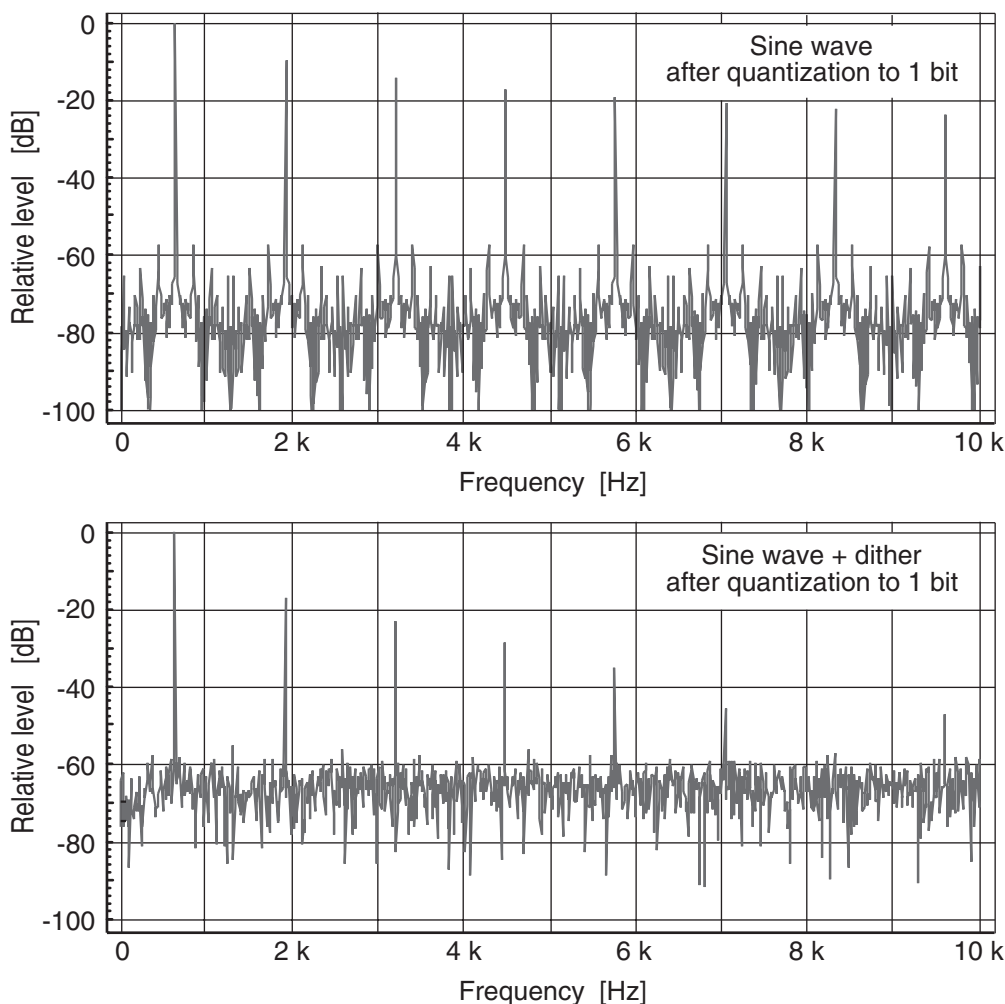 Sine wave
after quantization to 1 bit
Relative level [dB]
0
-20
-40
-60
-80
-100
0 2 k 4 k 6 k 8 k 10 k
Frequency [Hz]
Sine wave + dither
after quantization to 1 bit
Relative level [dB]
0
-20
-40
-60
-80
-100
0 2 k 4 k 6 k 8 k 10 k
Frequency [Hz]